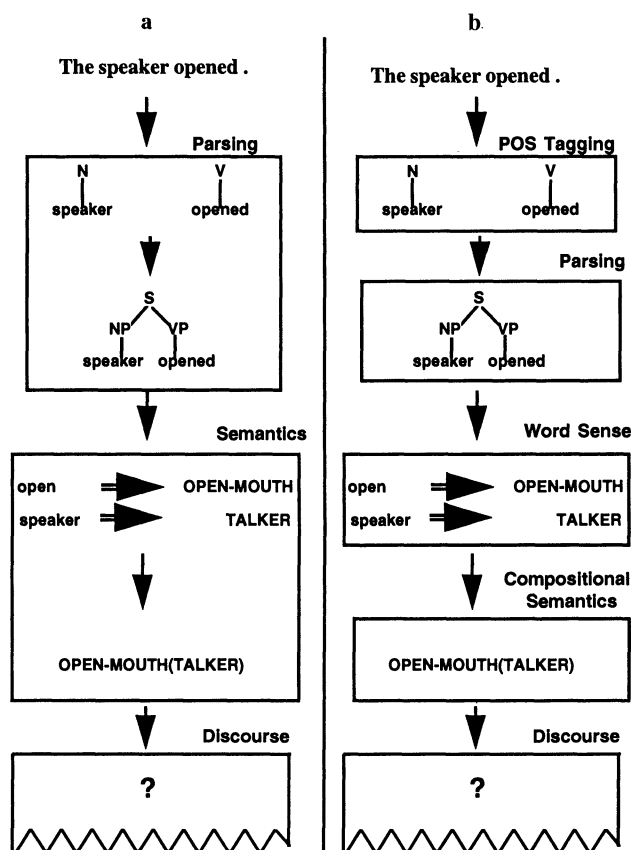 a
The speaker opened .
Parsing
N V
speaker opened
S
NP VP
speaker opened
Semantics
open OPEN-MOUTH
speaker TALKER
OPEN-MOUTH(TALKER)
Discourse
?
b
The speaker opened .
POS Tagging
N V
speaker opened
Parsing
S
NP VP
speaker opened
Word Sense
open OPEN-MOUTH
speaker TALKER
Compositional
Semantics
OPEN-MOUTH(TALKER)
Discourse
?